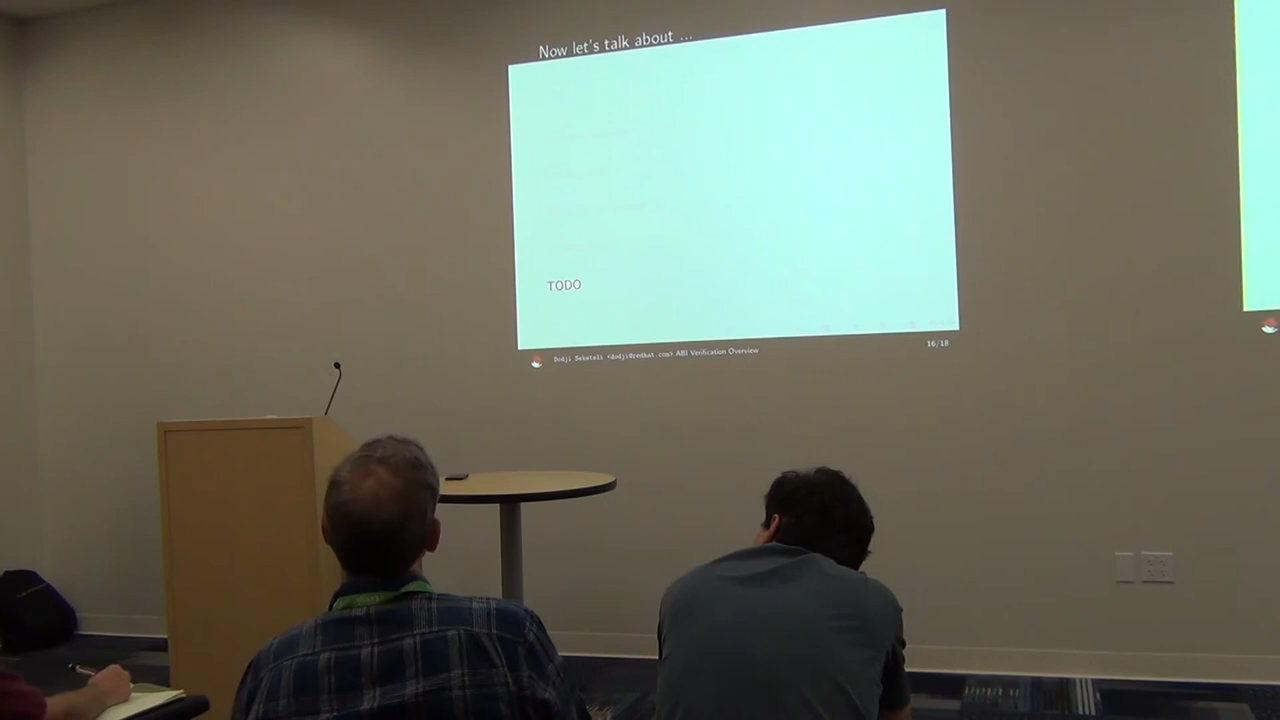 Now let's talk about ...
TODO
Dodji Seketeli <dodji@redhat.com> ABI Verification Overview
16/18